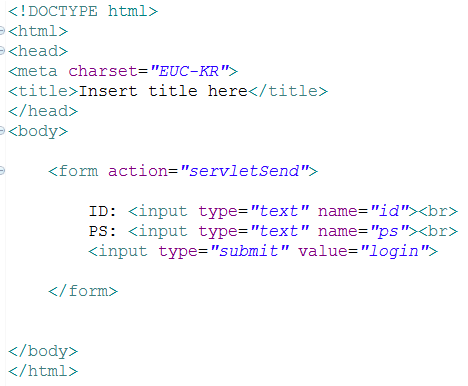 <!DOCTYPE html>
<html>
<head>
<meta charset="EUC-KR">
<title>Insert title here</title>
</head>
<body>
<form action="servletSend">
ID: <input type="text" name="id"><br>
PS: <input type="text" name="ps"><br>
<input type="submit" value="login">
</form>
</body>
</html>